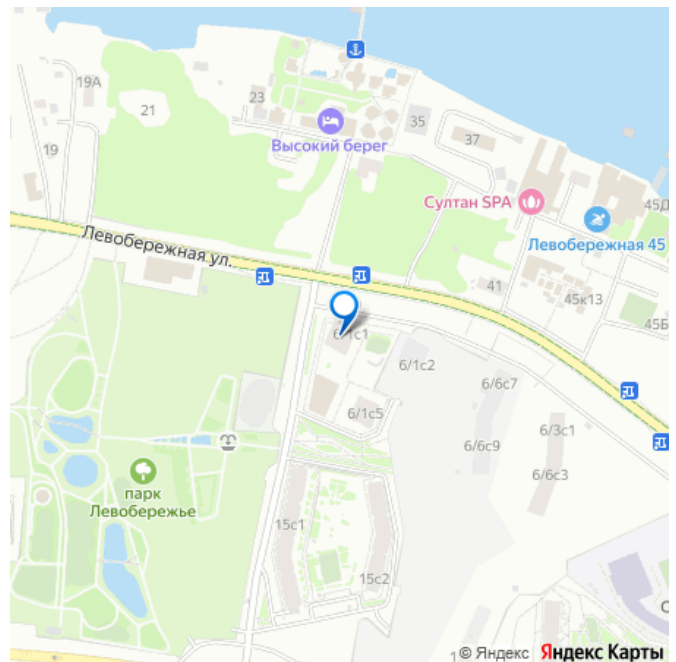 19А
21
23
35
37
19
Высокий берег
Султан SPA
45Д
Левобережная 45
Левобережная ул.
41
45к13
45Б
6/1с1
6/1с2
6/6с7
6/1с5
6/3с1
6/6с9
6/6с3
парк
Левобережье
15с1
15с2
С
1
© Яндекс Яндекс Карты